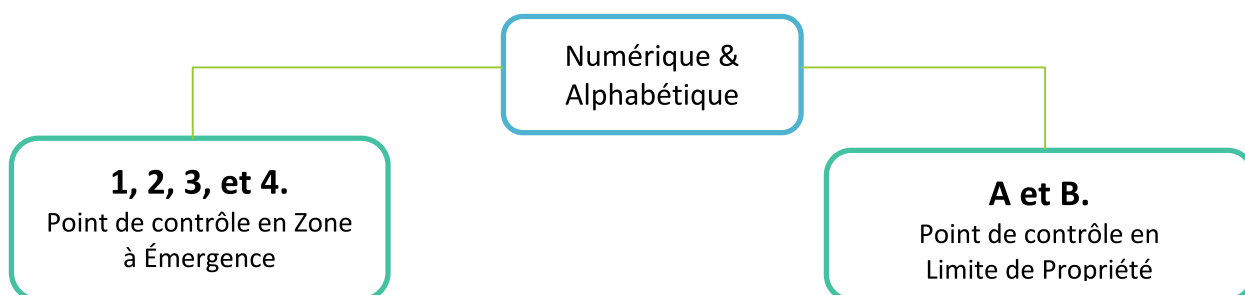 Numérique &
Alphabétique
1, 2, 3, et 4.
Point de contrôle en Zone
à Émergence
A et B.
Point de contrôle en
Limite de Propriété